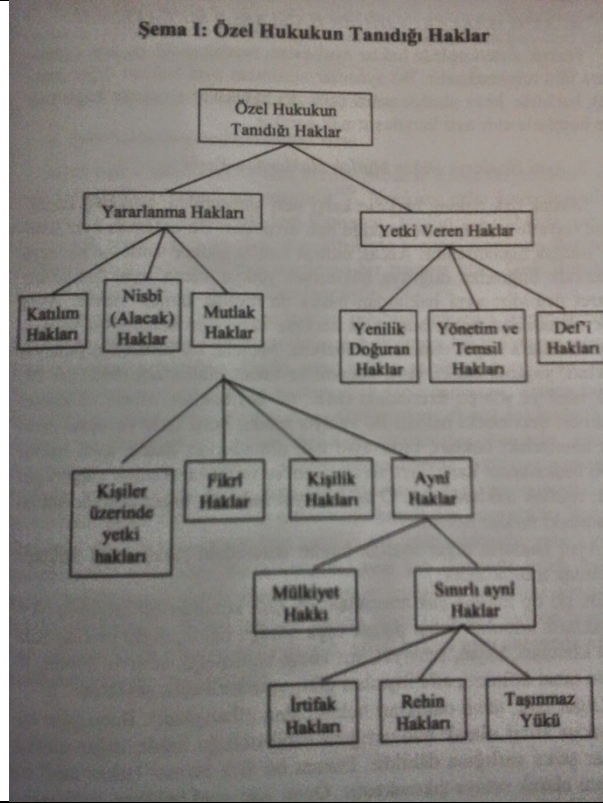 Şema I: Özel Hukukun Tanıdığı Haklar
Özel Hukukun
Tanıdığı Haklar
Yararlanma Hakları
Yetki Veren Haklar
Katılım
Hakları
Nisbî
(Alacak)
Haklar
Mutlak
Haklar
Yenilik
Doğuran
Haklar
Yönetim ve
Temsil
Hakları
Def'i
Hakları
Kişiler
üzerinde
yetki
hakları
Fikrî
Haklar
Kişilik
Hakları
Aynî
Haklar
Mülkiyet
Hakkı
Sınırlı aynî
Haklar
İrtifak
Hakları
Rehin
Hakları
Taşınmaz
Yükü